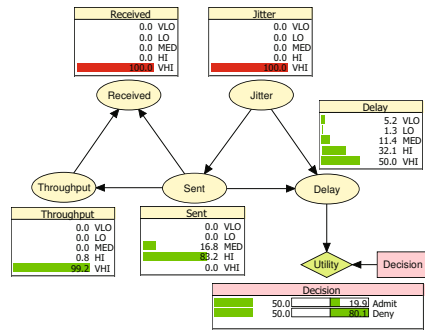 Received
0.0 VLO
0.0 LO
0.0 MED
0.0 HI
100.0 VHI
Jitter
0.0 VLO
0.0 LO
0.0 MED
0.0 HI
100.0 VHI
Received
Jitter
Delay
5.2 VLO
1.3 LO
11.4 MED
32.1 HI
50.0 VHI
Throughput
Sent
Delay
Throughput
0.0 VLO
0.0 LO
0.0 MED
0.8 HI
99.2 VHI
Sent
0.0 VLO
0.0 LO
16.8 MED
83.2 HI
0.0 VHI
Utility
Decision
Decision
50.0 19.9 Admit
50.0 80.1 Deny